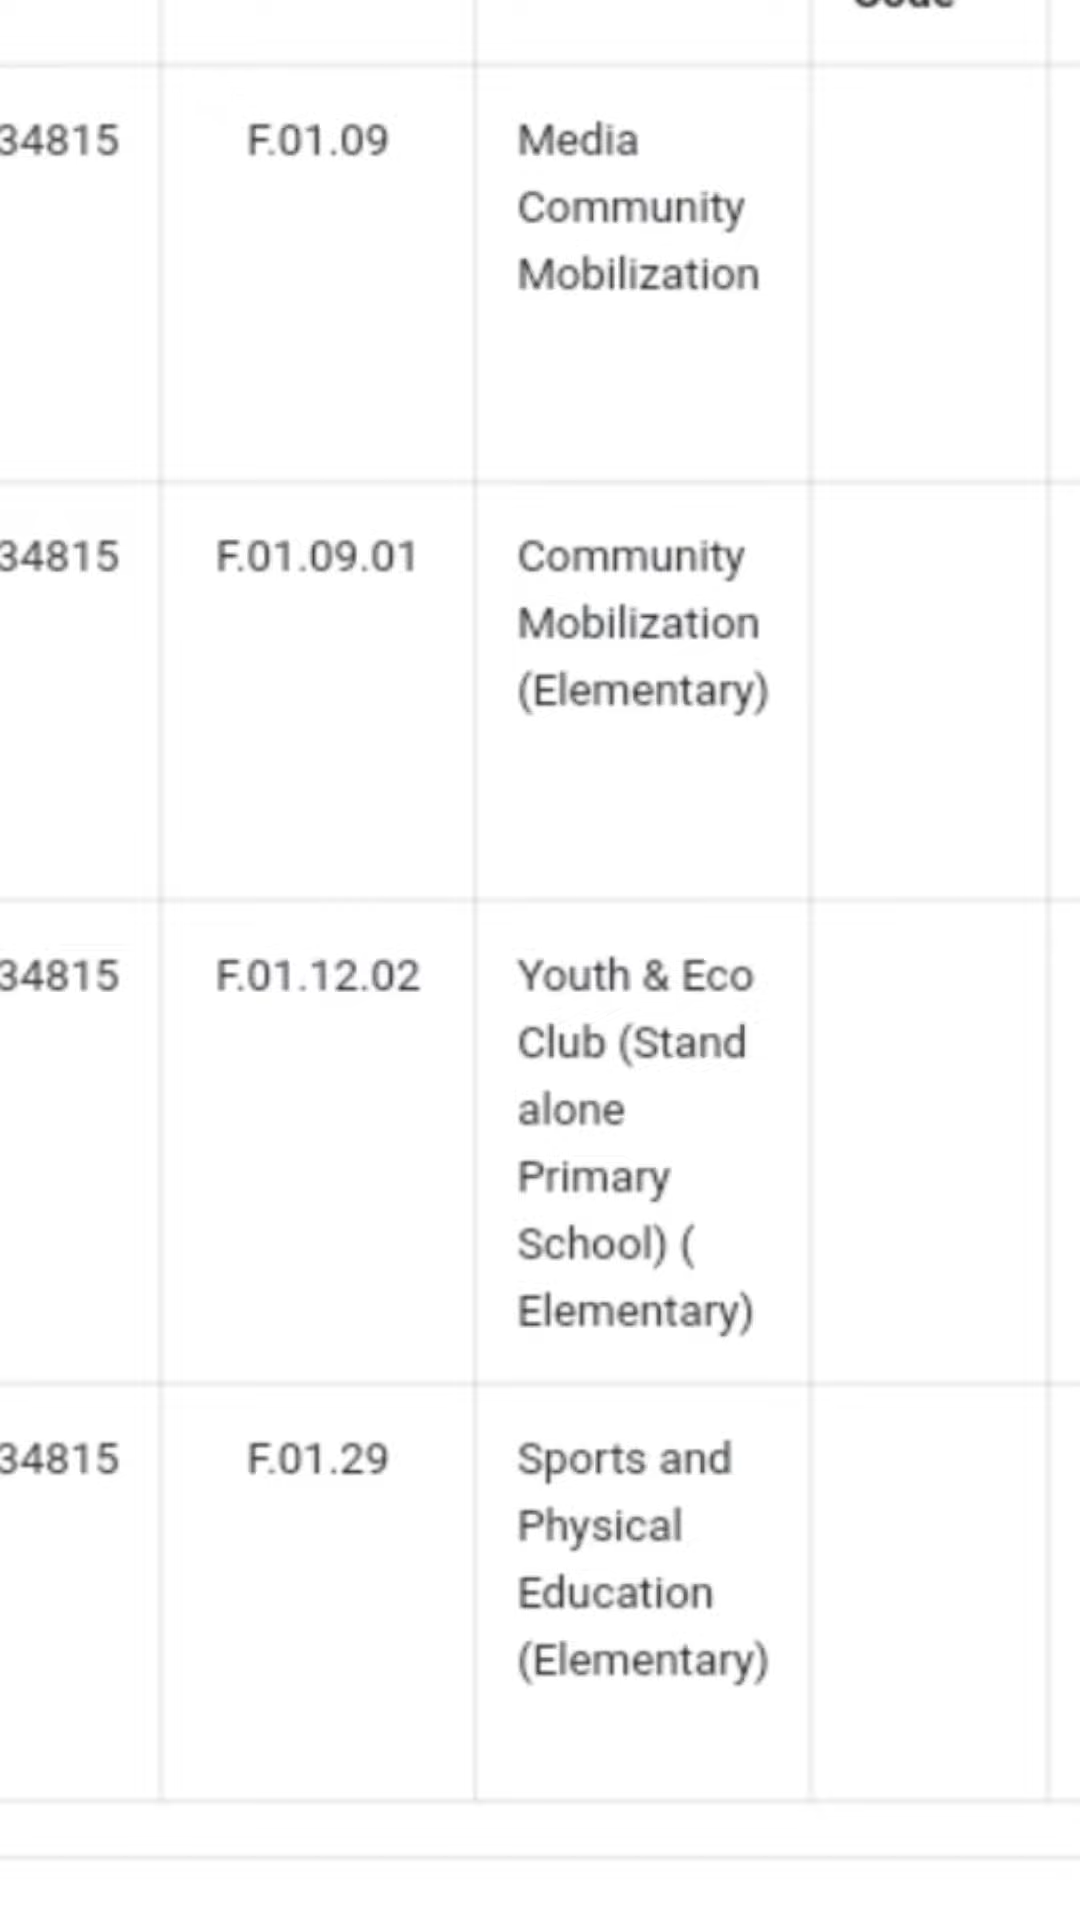 Code
34815 F.01.09 Media
Community
Mobilization
34815 F.01.09.01 Community
Mobilization
(Elementary)
34815 F.01.12.02 Youth & Eco
Club (Stand
alone
Primary
School) (
Elementary)
34815 F.01.29 Sports and
Physical
Education
(Elementary)